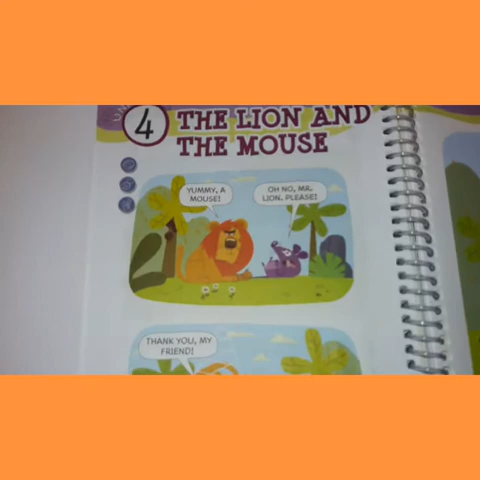 4
THE LION AND
THE MOUSE
YUMMY, A
MOUSE!
OH NO, MR.
LION. PLEASE!
THANK YOU, MY
FRIEND!